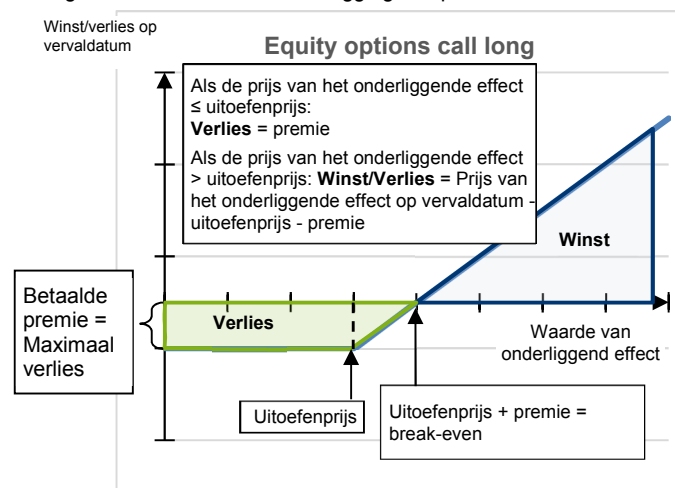 Winst/verlies op
vervaldatum
Equity options call long
Als de prijs van het onderliggende effect
≤ uitoefenprijs:
Verlies = premie
Als de prijs van het onderliggende effect
> uitoefenprijs: Winst/Verlies = Prijs van
het onderliggende effect op vervaldatum -
uitoefenprijs - premie
Winst
Betaalde
premie =
Maximaal
verlies
Verlies
Waarde van
onderliggend effect
Uitoefenprijs
Uitoefenprijs + premie =
break-even